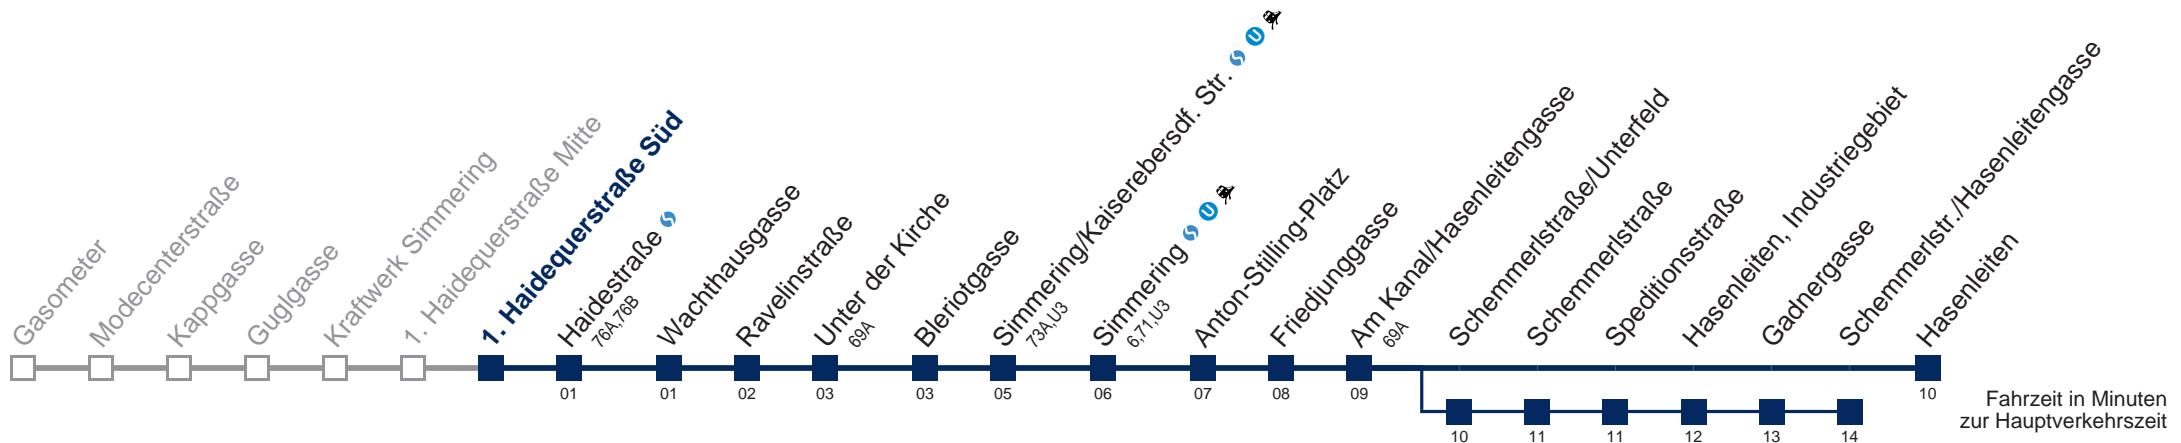 Gasometer
Modecenterstraße
Kappgasse
Guglgasse
Kraftwerk Simmering
1. Haidequerstraße Mitte
1. Haidequerstraße Süd
Haidestraße
76A,76B
Wachthausgasse
Ravelinstraße
Unter der Kirche
69A
Bleriotgasse
Simmering/Kaiserebersdf. Str. U
73A,U3
Simmering U
6,71,U3
Anton-Stilling-Platz
Friedjunggasse
Am Kanal/Hasenleitengasse
69A
Schemmerlstraße/Unterfeld
Schemmerlstraße
Speditionsstraße
Hasenleiten, Industriegebiet
Gadnergasse
Schemmerlstr./Hasenleitengasse
Hasenleiten
01 01 02 03 03 05 06 07 08 09 10
10 11 11 12 13 14
Fahrzeit in Minuten
zur Hauptverkehrszeit